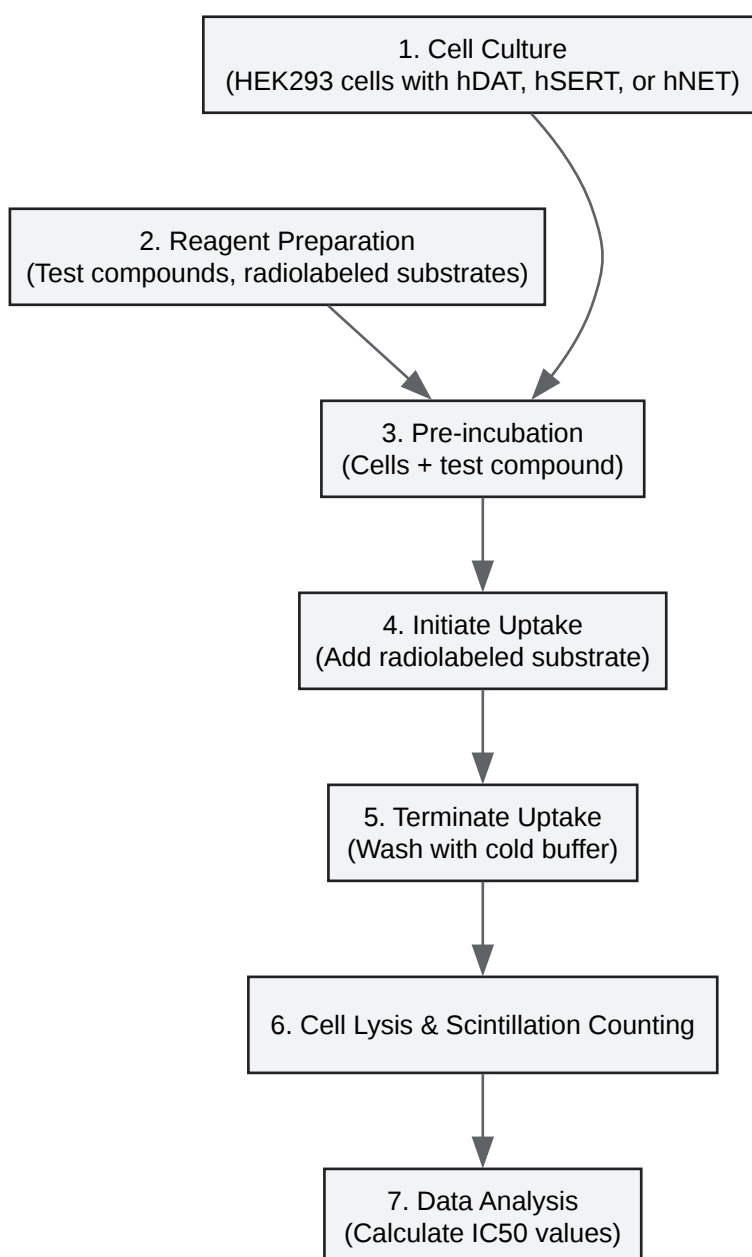 1. Cell Culture
(HEK293 cells with hDAT, hSERT, or hNET)
2. Reagent Preparation
(Test compounds, radiolabeled substrates)
3. Pre-incubation
(Cells + test compound)
4. Initiate Uptake
(Add radiolabeled substrate)
5. Terminate Uptake
(Wash with cold buffer)
6. Cell Lysis & Scintillation Counting
7. Data Analysis
(Calculate IC50 values)